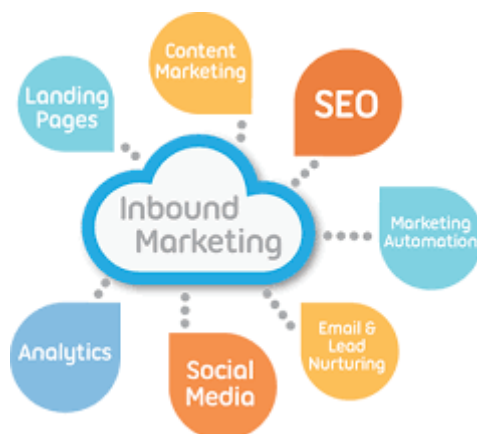 Content
Marketing
Landing
Pages
SEO
Inbound
Marketing
Marketing
Automation
Analytics
Social
Media
Email &
Lead
Nurturing